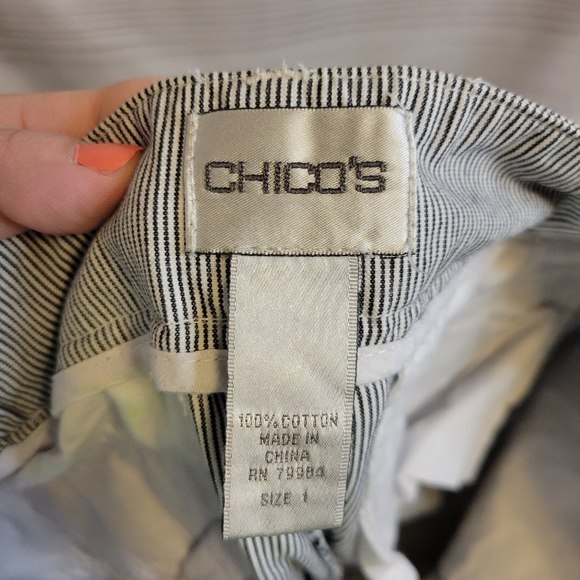 CHICO'S
100% COTTON
MADE IN
CHINA
RN 79984
SIZE 1